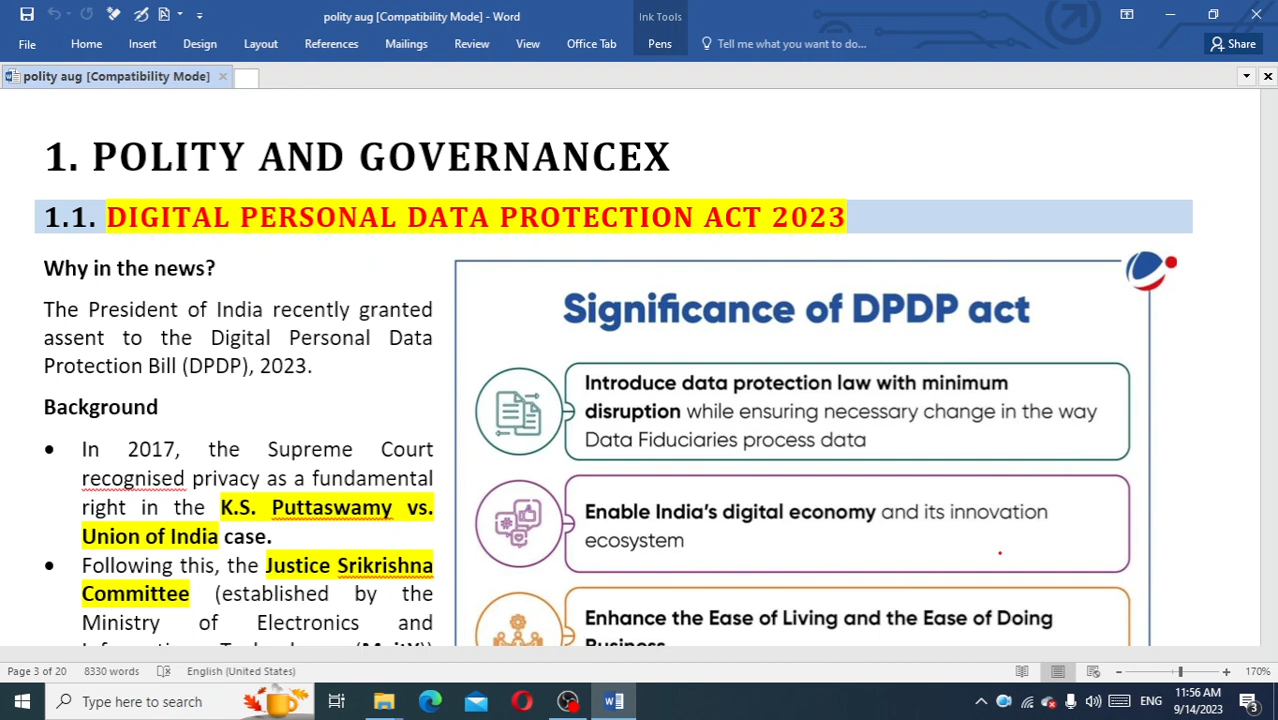 polity aug [Compatibility Mode] - Word
Ink Tools
File Home Insert Design Layout References Mailings Review View Office Tab Pens Tell me what you want to do... Share
polity aug [Compatibility Mode]
1. POLITY AND GOVERNANCEX
1.1. DIGITAL PERSONAL DATA PROTECTION ACT 2023
Why in the news?
The President of India recently granted
assent to the Digital Personal Data
Protection Bill (DPDP), 2023.
Background
• In 2017, the Supreme Court
recognised privacy as a fundamental
right in the K.S. Puttaswamy vs.
Union of India case.
• Following this, the Justice Srikrishna
Committee (established by the
Ministry of Electronics and
Significance of DPDP act
Introduce data protection law with minimum
disruption while ensuring necessary change in the way
Data Fiduciaries process data
Enable India's digital economy and its innovation
ecosystem
Enhance the Ease of Living and the Ease of Doing
Business
Page 3 of 20 8330 words English (United States) 170%
Type here to search
ENG
11:56 AM
9/14/2023
3